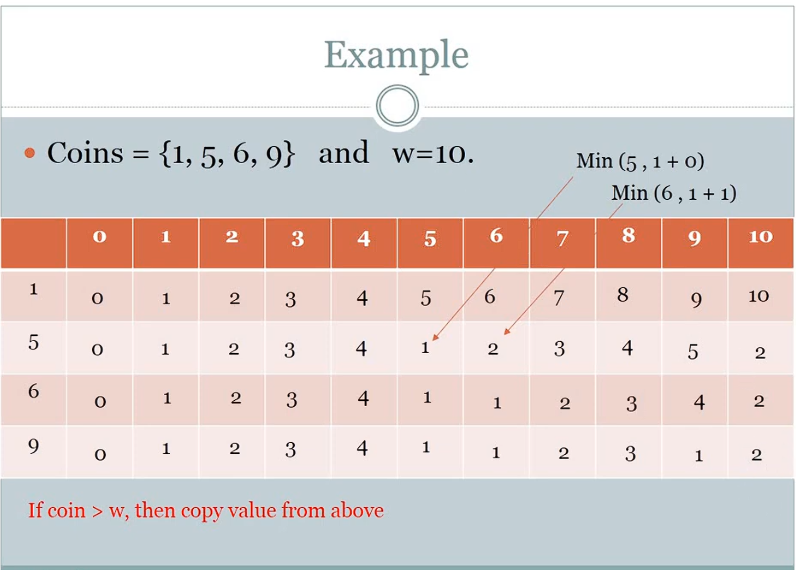 Example
• Coins = {1, 5, 6, 9} and w=10.
Min (5 , 1 + 0)
Min (6 , 1 + 1)
0 1 2 3 4 5 6 7 8 9 10
1 0 1 2 3 4 5 6 7 8 9 10
5 0 1 2 3 4 1 2 3 4 5 2
6 0 1 2 3 4 1 1 2 3 4 2
9 0 1 2 3 4 1 1 2 3 1 2
If coin > w, then copy value from above